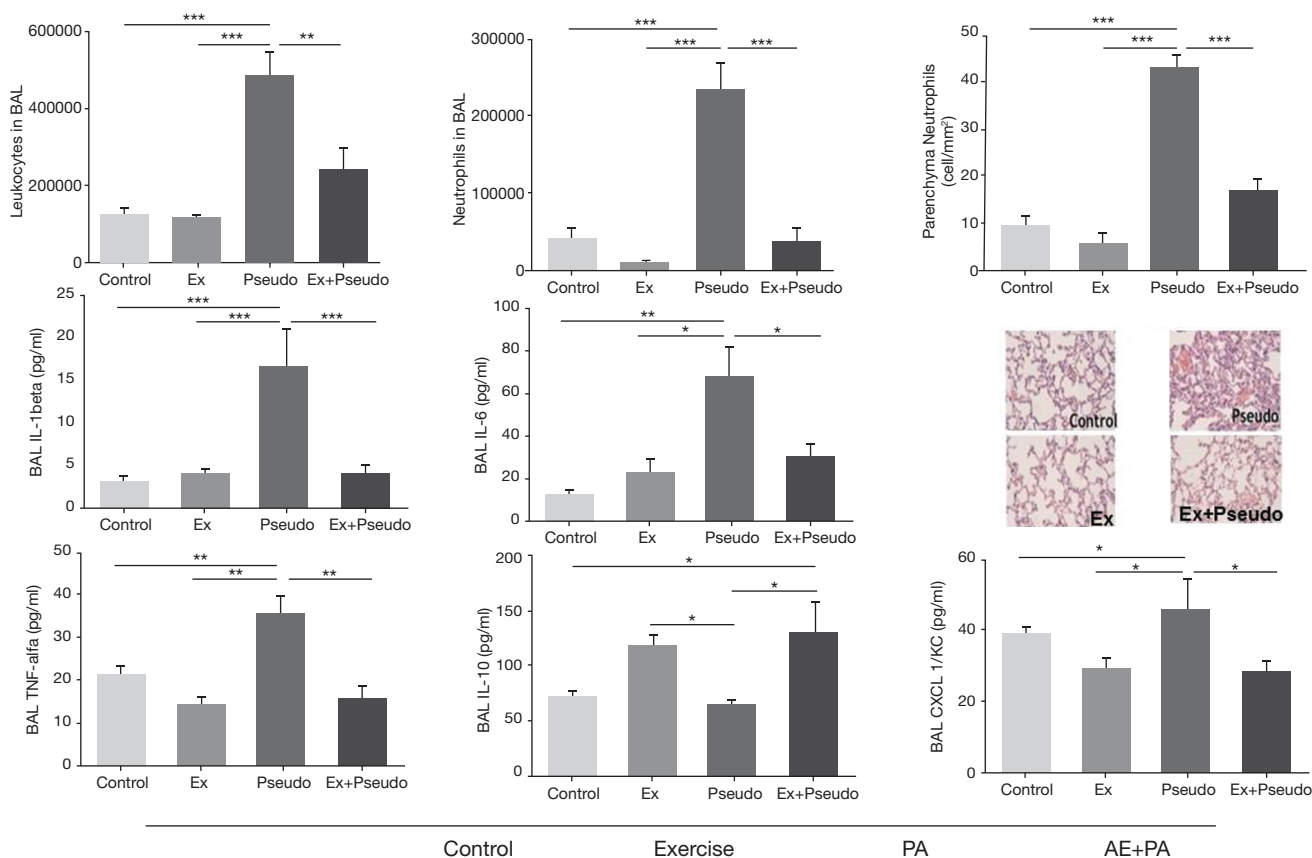 ***
***
**
600000
400000
200000
0
Leukocytes in BAL
Control Ex Pseudo Ex+Pseudo
***
***
***
300000
200000
100000
0
Neutrophils in BAL
Control Ex Pseudo Ex+Pseudo
***
***
***
50
40
30
20
10
0
Parenchyma Neutrophils
(cell/mm²)
Control Ex Pseudo Ex+Pseudo
***
***
***
25
20
15
10
5
0
BAL IL-1beta (pg/ml)
Control Ex Pseudo Ex+Pseudo
**
*
*
100
80
60
40
20
0
BAL IL-6 (pg/ml)
Control Ex Pseudo Ex+Pseudo
Control
Pseudo
Ex
Ex+Pseudo
**
**
**
50
40
30
20
10
0
BAL TNF-alfa (pg/ml)
Control Ex Pseudo Ex+Pseudo
*
*
*
200
150
100
50
0
BAL IL-10 (pg/ml)
Control Ex Pseudo Ex+Pseudo
*
*
*
60
40
20
0
BAL CXCL 1/KC (pg/ml)
Control Ex Pseudo Ex+Pseudo
Control Exercise PA AE+PA